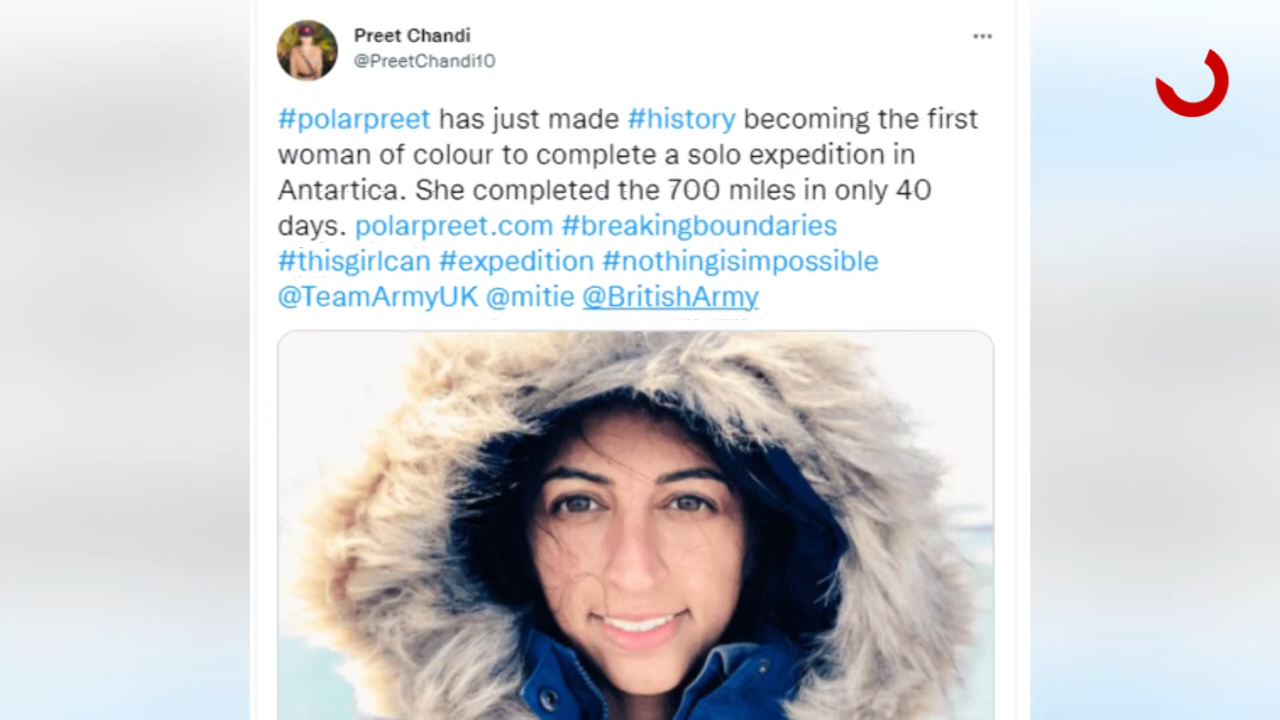 Preet Chandi
@PreetChandi10
#polarpreet has just made #history becoming the first
woman of colour to complete a solo expedition in
Antartica. She completed the 700 miles in only 40
days. polarpreet.com #breakingboundaries
#thisgirlcan #expedition #nothingisimpossible
@TeamArmyUK @mitie @BritishArmy